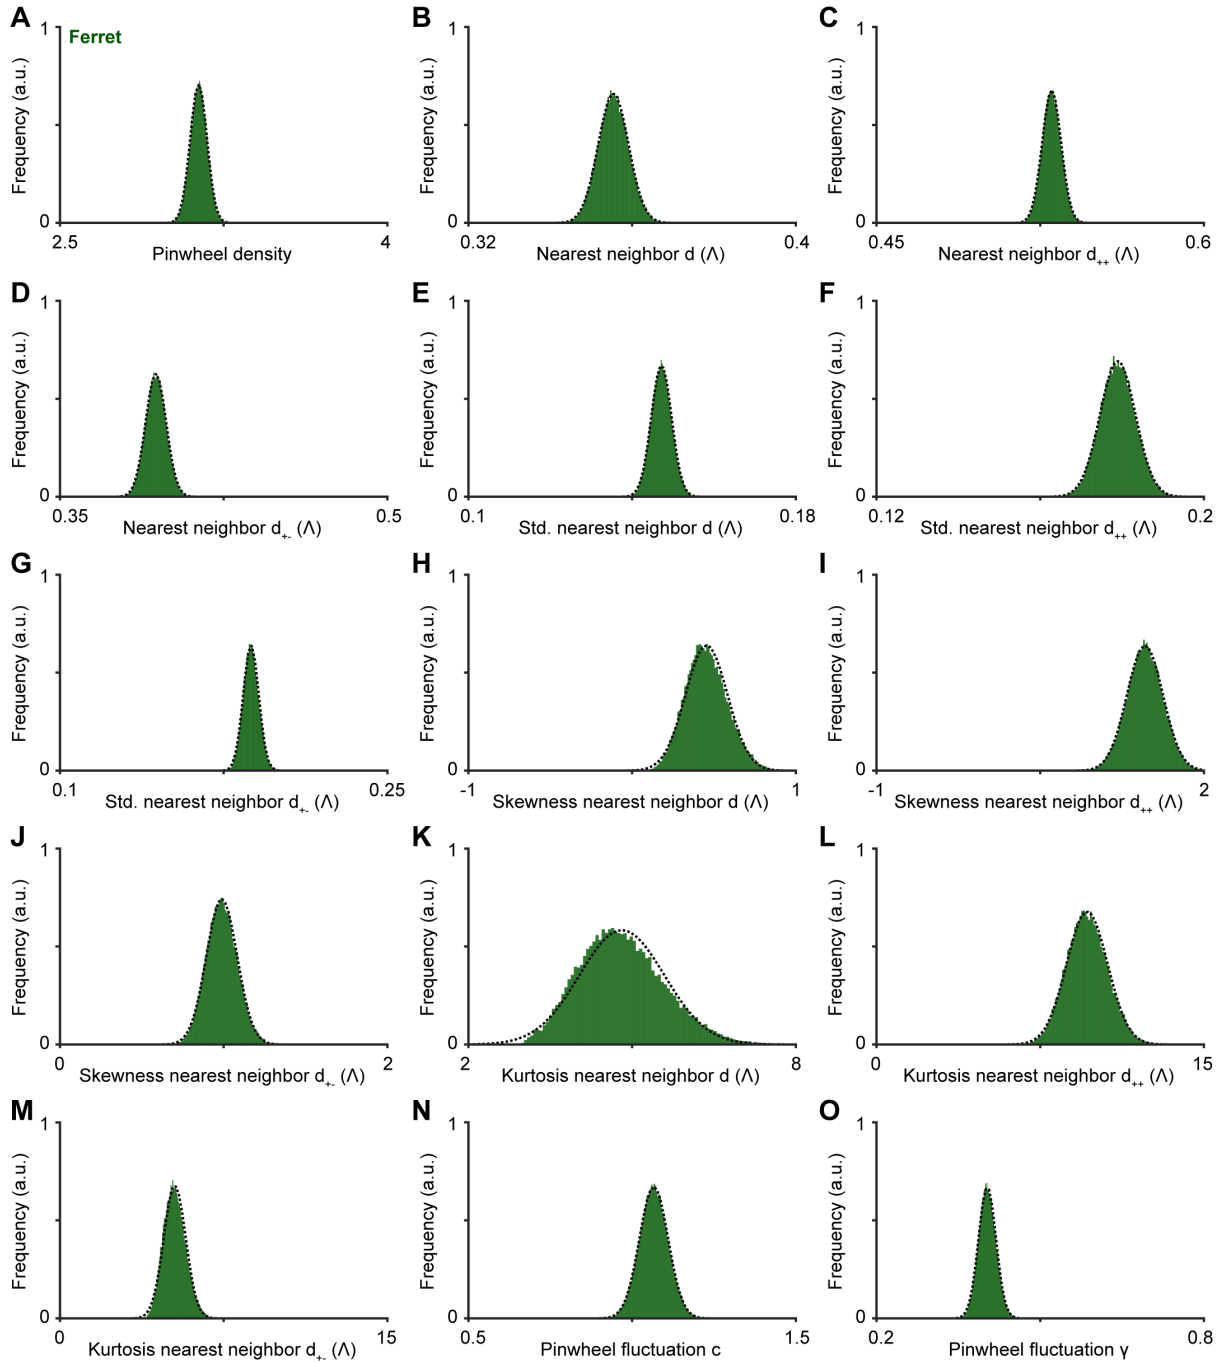 A
Ferret
1
Frequency (a.u.)
0
2.5
4
Pinwheel density
B
1
Frequency (a.u.)
0
0.32
0.4
Nearest neighbor d (Λ)
C
1
Frequency (a.u.)
0
0.45
0.6
Nearest neighbor d++ (Λ)
D
1
Frequency (a.u.)
0
0.35
0.5
Nearest neighbor d+- (Λ)
E
1
Frequency (a.u.)
0
0.1
0.18
Std. nearest neighbor d (Λ)
F
1
Frequency (a.u.)
0
0.12
0.2
Std. nearest neighbor d++ (Λ)
G
1
Frequency (a.u.)
0
0.1
0.25
Std. nearest neighbor d+- (Λ)
H
1
Frequency (a.u.)
0
-1
1
Skewness nearest neighbor d (Λ)
I
1
Frequency (a.u.)
0
-1
2
Skewness nearest neighbor d++ (Λ)
J
1
Frequency (a.u.)
0
0
2
Skewness nearest neighbor d+- (Λ)
K
1
Frequency (a.u.)
0
2
8
Kurtosis nearest neighbor d (Λ)
L
1
Frequency (a.u.)
0
0
15
Kurtosis nearest neighbor d++ (Λ)
M
1
Frequency (a.u.)
0
0
15
Kurtosis nearest neighbor d+- (Λ)
N
1
Frequency (a.u.)
0
0.5
1.5
Pinwheel fluctuation c
O
1
Frequency (a.u.)
0
0.2
0.8
Pinwheel fluctuation γ